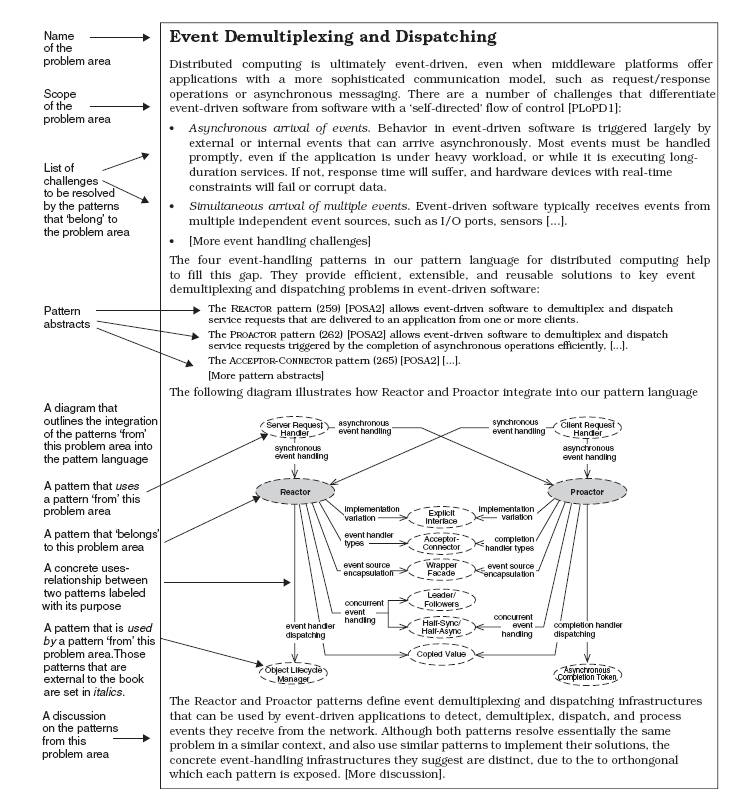 Name
of the
problem area
Event Demultiplexing and Dispatching
Distributed computing is ultimately event-driven, even when middleware platforms offer
applications with a more sophisticated communication model, such as request/response
operations or asynchronous messaging. There are a number of challenges that differentiate
event-driven software from software with a 'self-directed' flow of control [PLoPD1]:
Scope
of the
problem area
• Asynchronous arrival of events. Behavior in event-driven software is triggered largely by
external or internal events that can arrive asynchronously. Most events must be handled
promptly, even if the application is under heavy workload, or while it is executing long-
duration services. If not, response time will suffer, and hardware devices with real-time
constraints will fail or corrupt data.
• Simultaneous arrival of multiple events. Event-driven software typically receives events from
multiple independent event sources, such as I/O ports, sensors [...].
• [More event handling challenges]
List of
challenges
to be resolved
by the patterns
that 'belong' to
the problem area
The four event-handling patterns in our pattern language for distributed computing help
to fill this gap. They provide efficient, extensible, and reusable solutions to key event
demultiplexing and dispatching problems in event-driven software:
Pattern
abstracts
The REACTOR pattern (259) [POSA2] allows event-driven software to demultiplex and dispatch
service requests that are delivered to an application from one or more clients.
The PROACTOR pattern (262) [POSA2] allows event-driven software to demultiplex and dispatch
service requests triggered by the completion of asynchronous operations efficiently, [...].
The ACCEPTOR-CONNECTOR pattern (265) [POSA2] [...].
[More pattern abstracts]
The following diagram illustrates how Reactor and Proactor integrate into our pattern language
A diagram that
outlines the integration
of the patterns 'from'
this problem area into
the pattern language
A pattern that uses
a pattern 'from' this
problem area
A pattern that 'belongs'
to this problem area
A concrete uses-
relationship between
two patterns labeled
with its purpose
A pattern that is used
by a pattern 'from' this
problem area.Those
patterns that are
external to the book
are set in italics.
Server Request
Handler
asynchronous
event handling
synchronous
event handling
Client Request
Handler
synchronous
event handling
asynchronous
event handling
Reactor
Proactor
implementation
variation
Explicit
Interface
implementation
variation
event handler
types
Acceptor-
Connector
completion
handler types
event source
encapsulation
Wrapper
Facade
event source
encapsulation
Leader/
Followers
concurrent
event
handling
Half-Sync/
Half-Async
concurrent
event
handling
event handler
dispatching
completion handler
dispatching
Copied Value
Object Lifecycle
Manager
Asynchronous
Completion Token
A discussion
on the patterns
from this
problem area
The Reactor and Proactor patterns define event demultiplexing and dispatching infrastructures
that can be used by event-driven applications to detect, demultiplex, dispatch, and process
events they receive from the network. Although both patterns resolve essentially the same
problem in a similar context, and also use similar patterns to implement their solutions, the
concrete event-handling infrastructures they suggest are distinct, due to the to orthongonal
which each pattern is exposed. [More discussion].